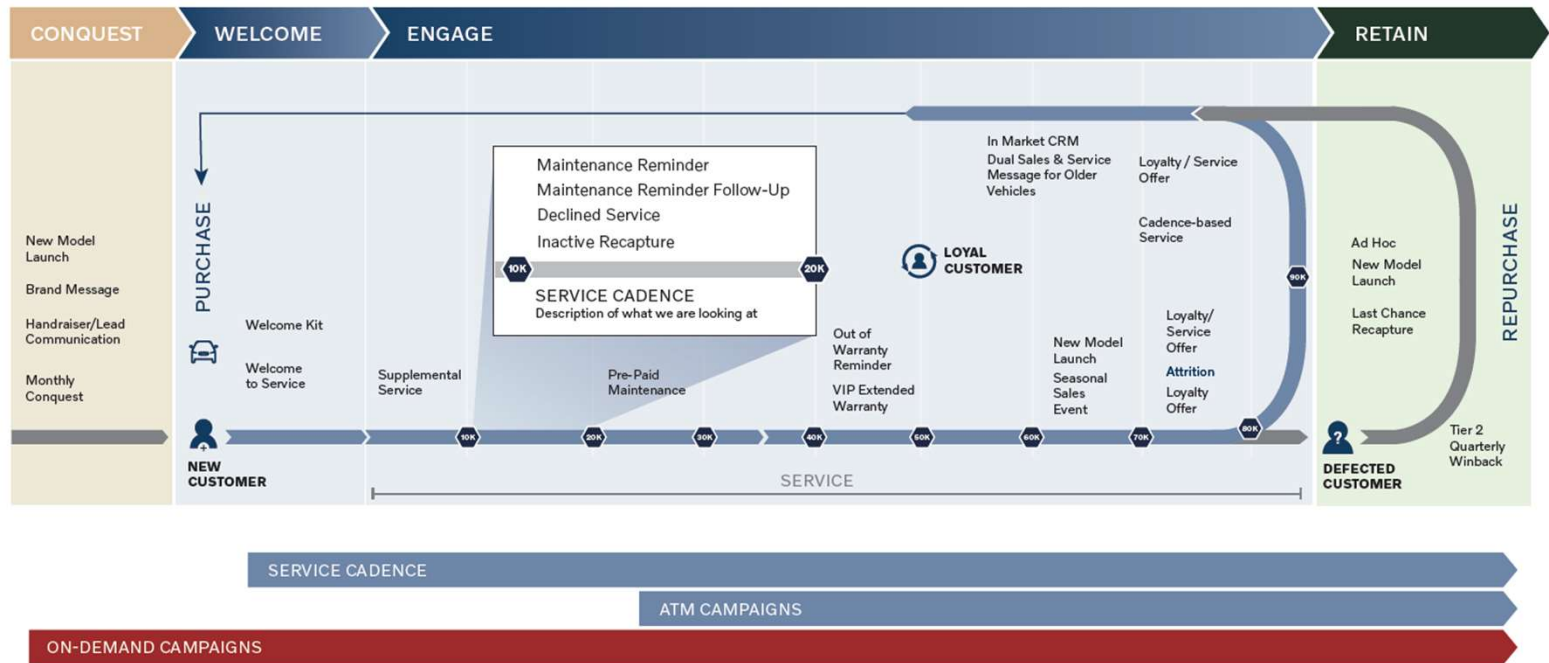 CONQUEST
WELCOME
ENGAGE
RETAIN
New Model
Launch
Brand Message
Handraiser/Lead
Communication
Monthly
Conquest
PURCHASE
NEW
CUSTOMER
Welcome Kit
Welcome
to Service
Supplemental
Service
Maintenance Reminder
Maintenance Reminder Follow-Up
Declined Service
Inactive Recapture
10K
20K
SERVICE CADENCE
Description of what we are looking at
Pre-Paid
Maintenance
Out of
Warranty
Reminder
VIP Extended
Warranty
LOYAL
CUSTOMER
In Market CRM
Dual Sales & Service
Message for Older
Vehicles
Loyalty / Service
Offer
Cadence-based
Service
New Model
Launch
Seasonal
Sales
Event
Loyalty/
Service
Offer
Attrition
Loyalty
Offer
10K
20K
30K
40K
50K
60K
70K
80K
90K
SERVICE
Ad Hoc
New Model
Launch
Last Chance
Recapture
REPURCHASE
?
DEFECTED
CUSTOMER
Tier 2
Quarterly
Winback
SERVICE CADENCE
ATM CAMPAIGNS
ON-DEMAND CAMPAIGNS